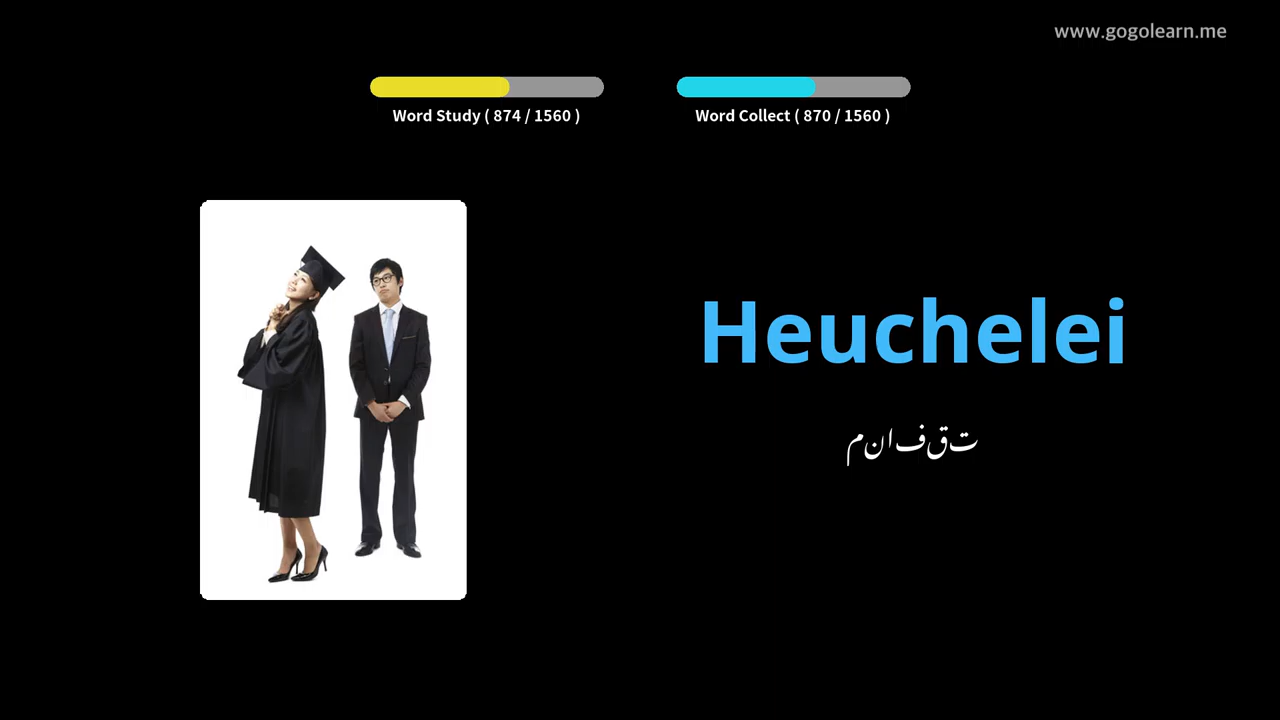 www.gogolearn.me
Word Study ( 874 / 1560 )
Word Collect ( 870 / 1560 )
Heuchelei
منافقت